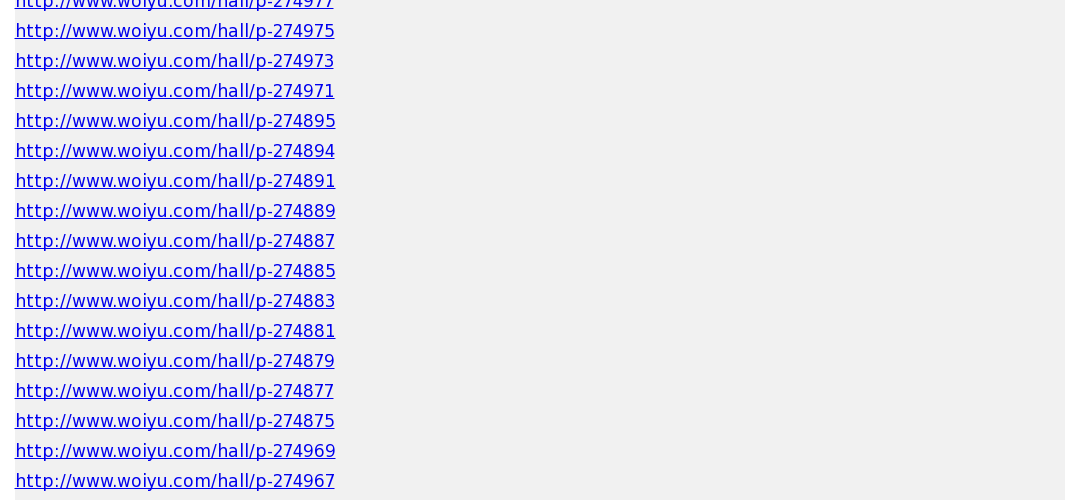 http://www.woiyu.com/hall/p-274977
http://www.woiyu.com/hall/p-274975
http://www.woiyu.com/hall/p-274973
http://www.woiyu.com/hall/p-274971
http://www.woiyu.com/hall/p-274895
http://www.woiyu.com/hall/p-274894
http://www.woiyu.com/hall/p-274891
http://www.woiyu.com/hall/p-274889
http://www.woiyu.com/hall/p-274887
http://www.woiyu.com/hall/p-274885
http://www.woiyu.com/hall/p-274883
http://www.woiyu.com/hall/p-274881
http://www.woiyu.com/hall/p-274879
http://www.woiyu.com/hall/p-274877
http://www.woiyu.com/hall/p-274875
http://www.woiyu.com/hall/p-274969
http://www.woiyu.com/hall/p-274967